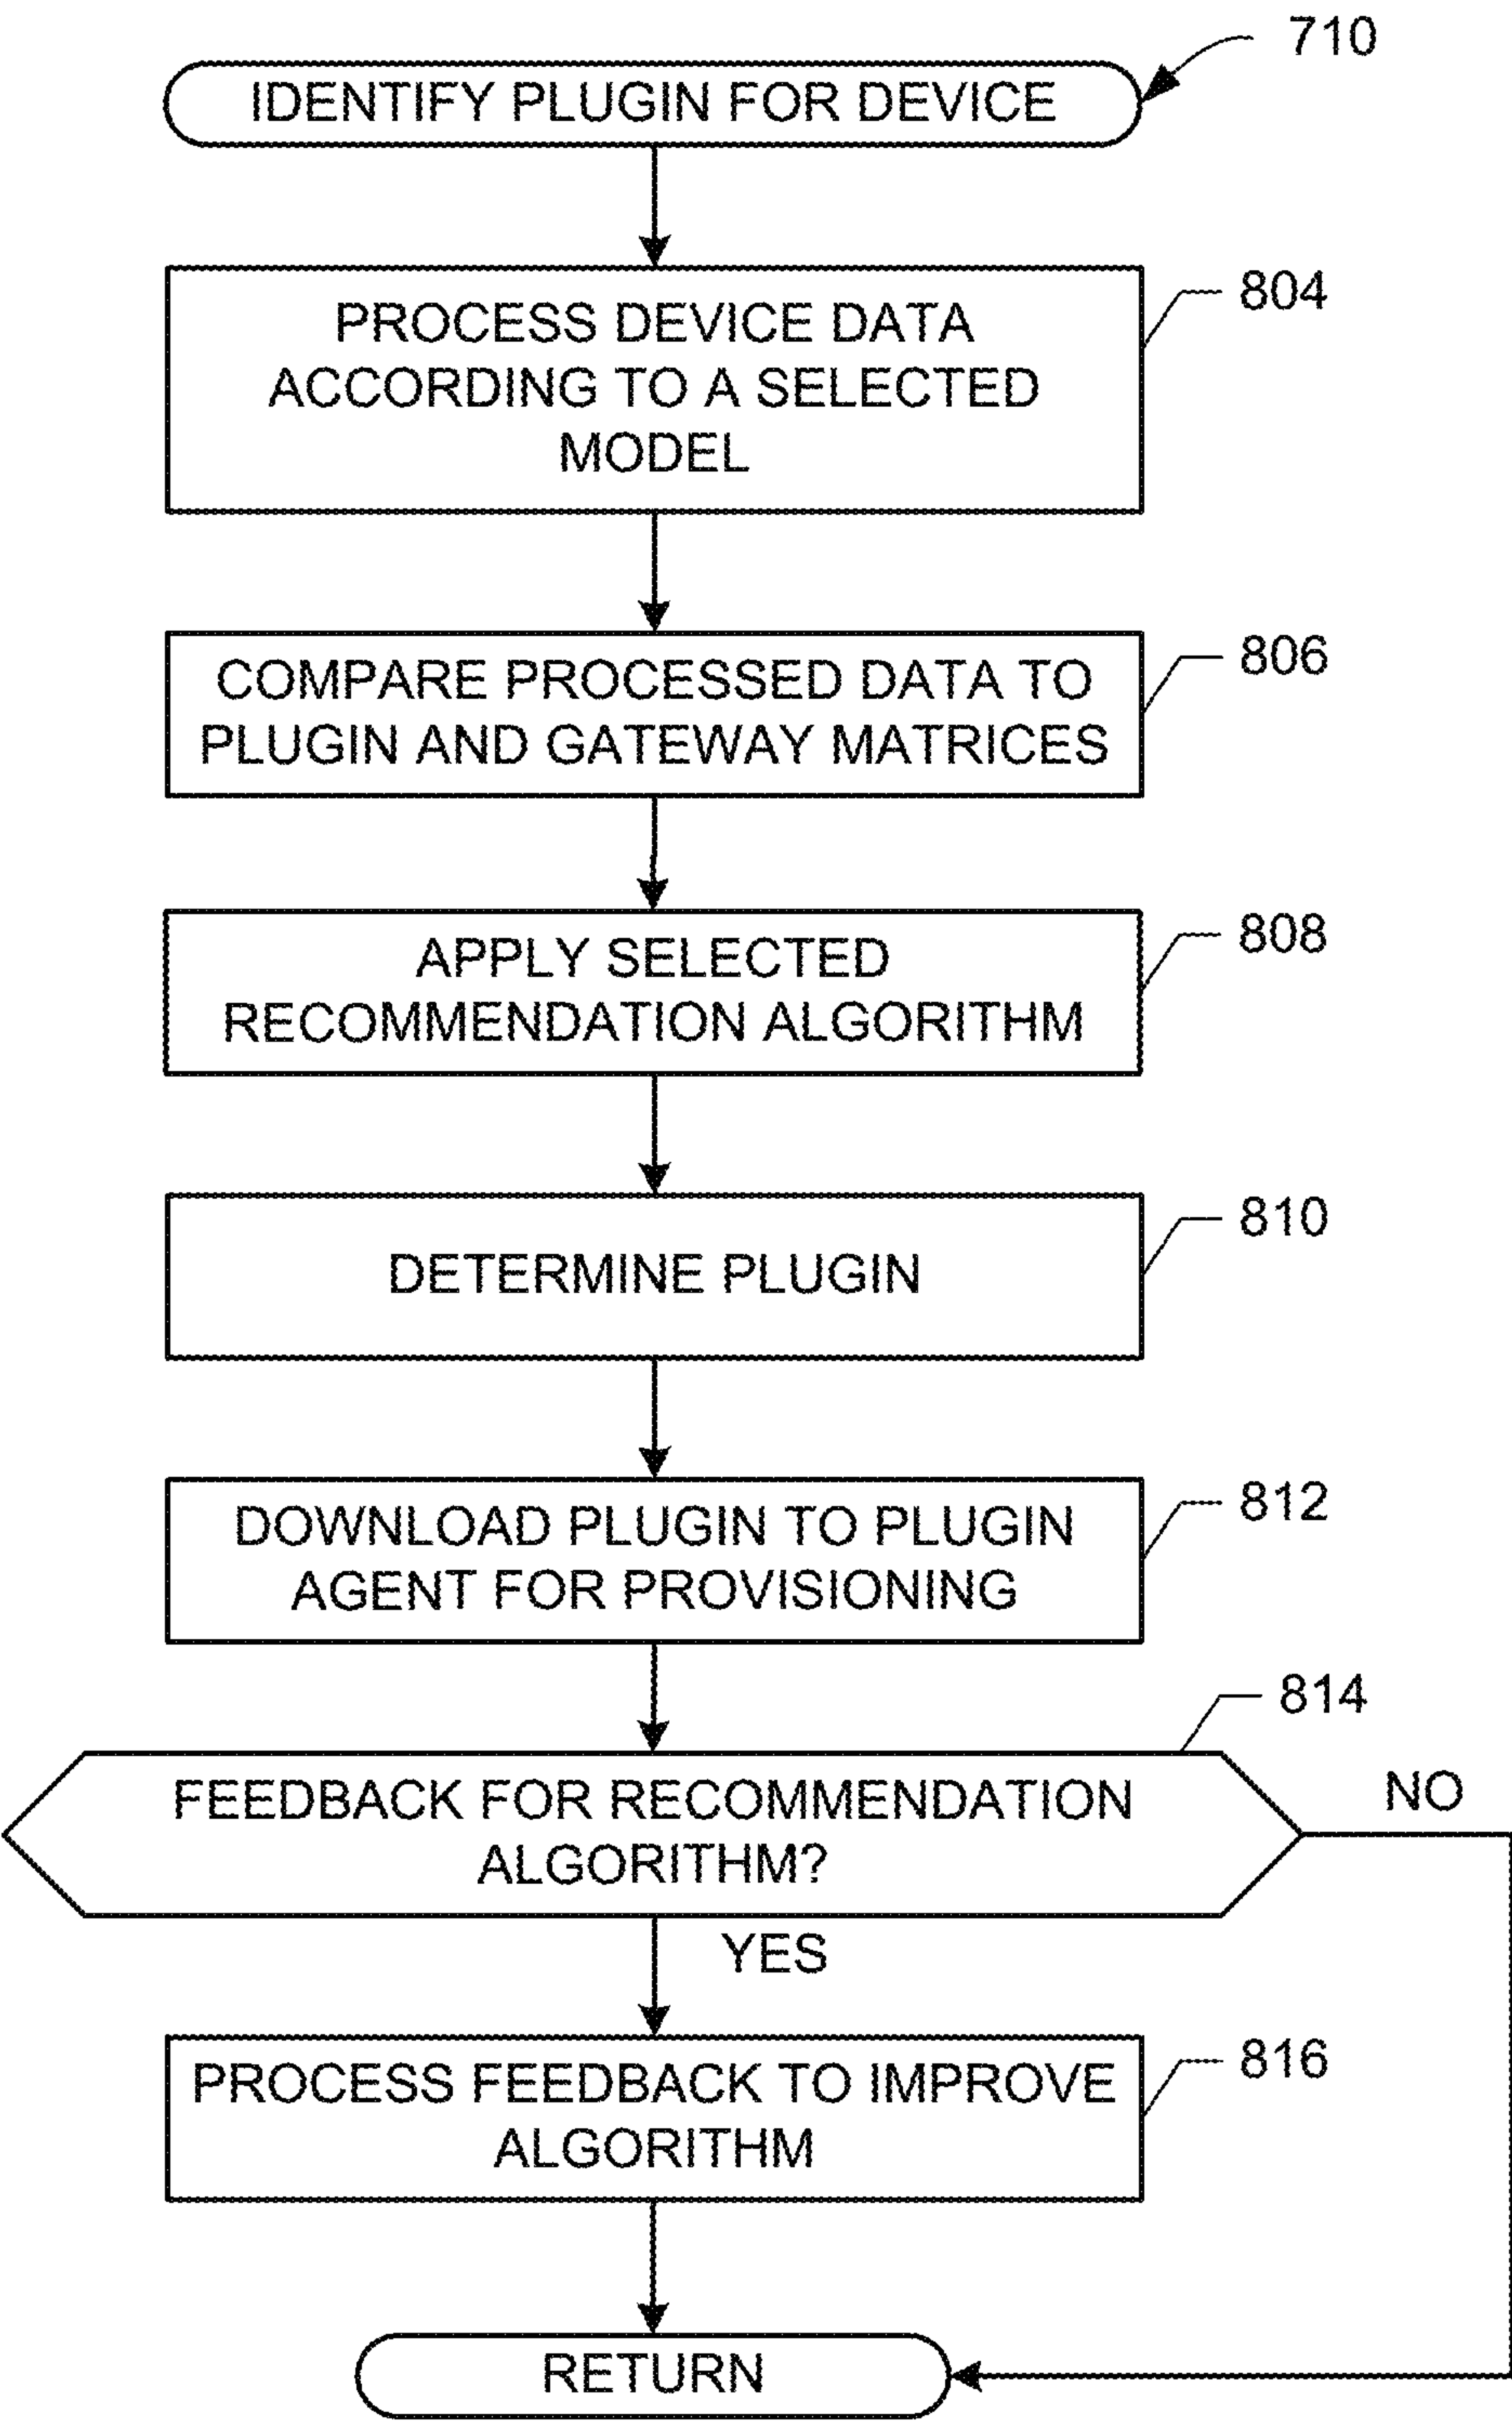 710
IDENTIFY PLUGIN FOR DEVICE
804
PROCESS DEVICE DATA
ACCORDING TO A SELECTED
MODEL
806
COMPARE PROCESSED DATA TO
PLUGIN AND GATEWAY MATRICES
808
APPLY SELECTED
RECOMMENDATION ALGORITHM
810
DETERMINE PLUGIN
812
DOWNLOAD PLUGIN TO PLUGIN
AGENT FOR PROVISIONING
814
FEEDBACK FOR RECOMMENDATION
ALGORITHM?
NO
YES
816
PROCESS FEEDBACK TO IMPROVE
ALGORITHM
RETURN